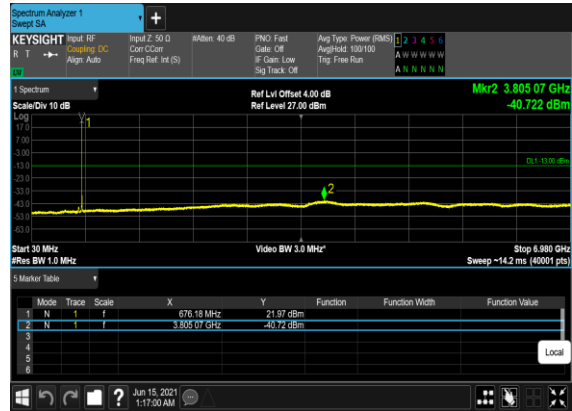 Spectrum Analyzer 1
Swept SA
+
KEYSIGHT Input: RF Input Z: 50 Ω #Atten: 40 dB PNO: Fast Avg Type: Power (RMS) 1 2 3 4 5 6
R T Coupling: DC Corr CCorr Gate: Off Avg|Hold: 100/100 A W W W W W
Align: Auto Freq Ref: Int (S) IF Gain: Low Trig: Free Run
Sig Track: Off A N N N N N
1 Spectrum Ref Lvl Offset 4.00 dB Mkr2 3.805 07 GHz
Scale/Div 10 dB Ref Level 27.00 dBm -40.722 dBm
Log
17.0 1
7.00
-3.00
-13.0 DL1 -13.00 dBm
-23.0
-33.0 2
-43.0
-53.0
-63.0
Start 30 MHz Video BW 3.0 MHz* Stop 6.980 GHz
#Res BW 1.0 MHz Sweep ~14.2 ms (40001 pts)
5 Marker Table
Mode Trace Scale X Y Function Function Width Function Value
1 N 1 f 676.18 MHz 21.97 dBm
2 N 1 f 3.805 07 GHz -40.72 dBm
3
4
5
6
Local
? Jun 15, 2021
1:17:00 AM